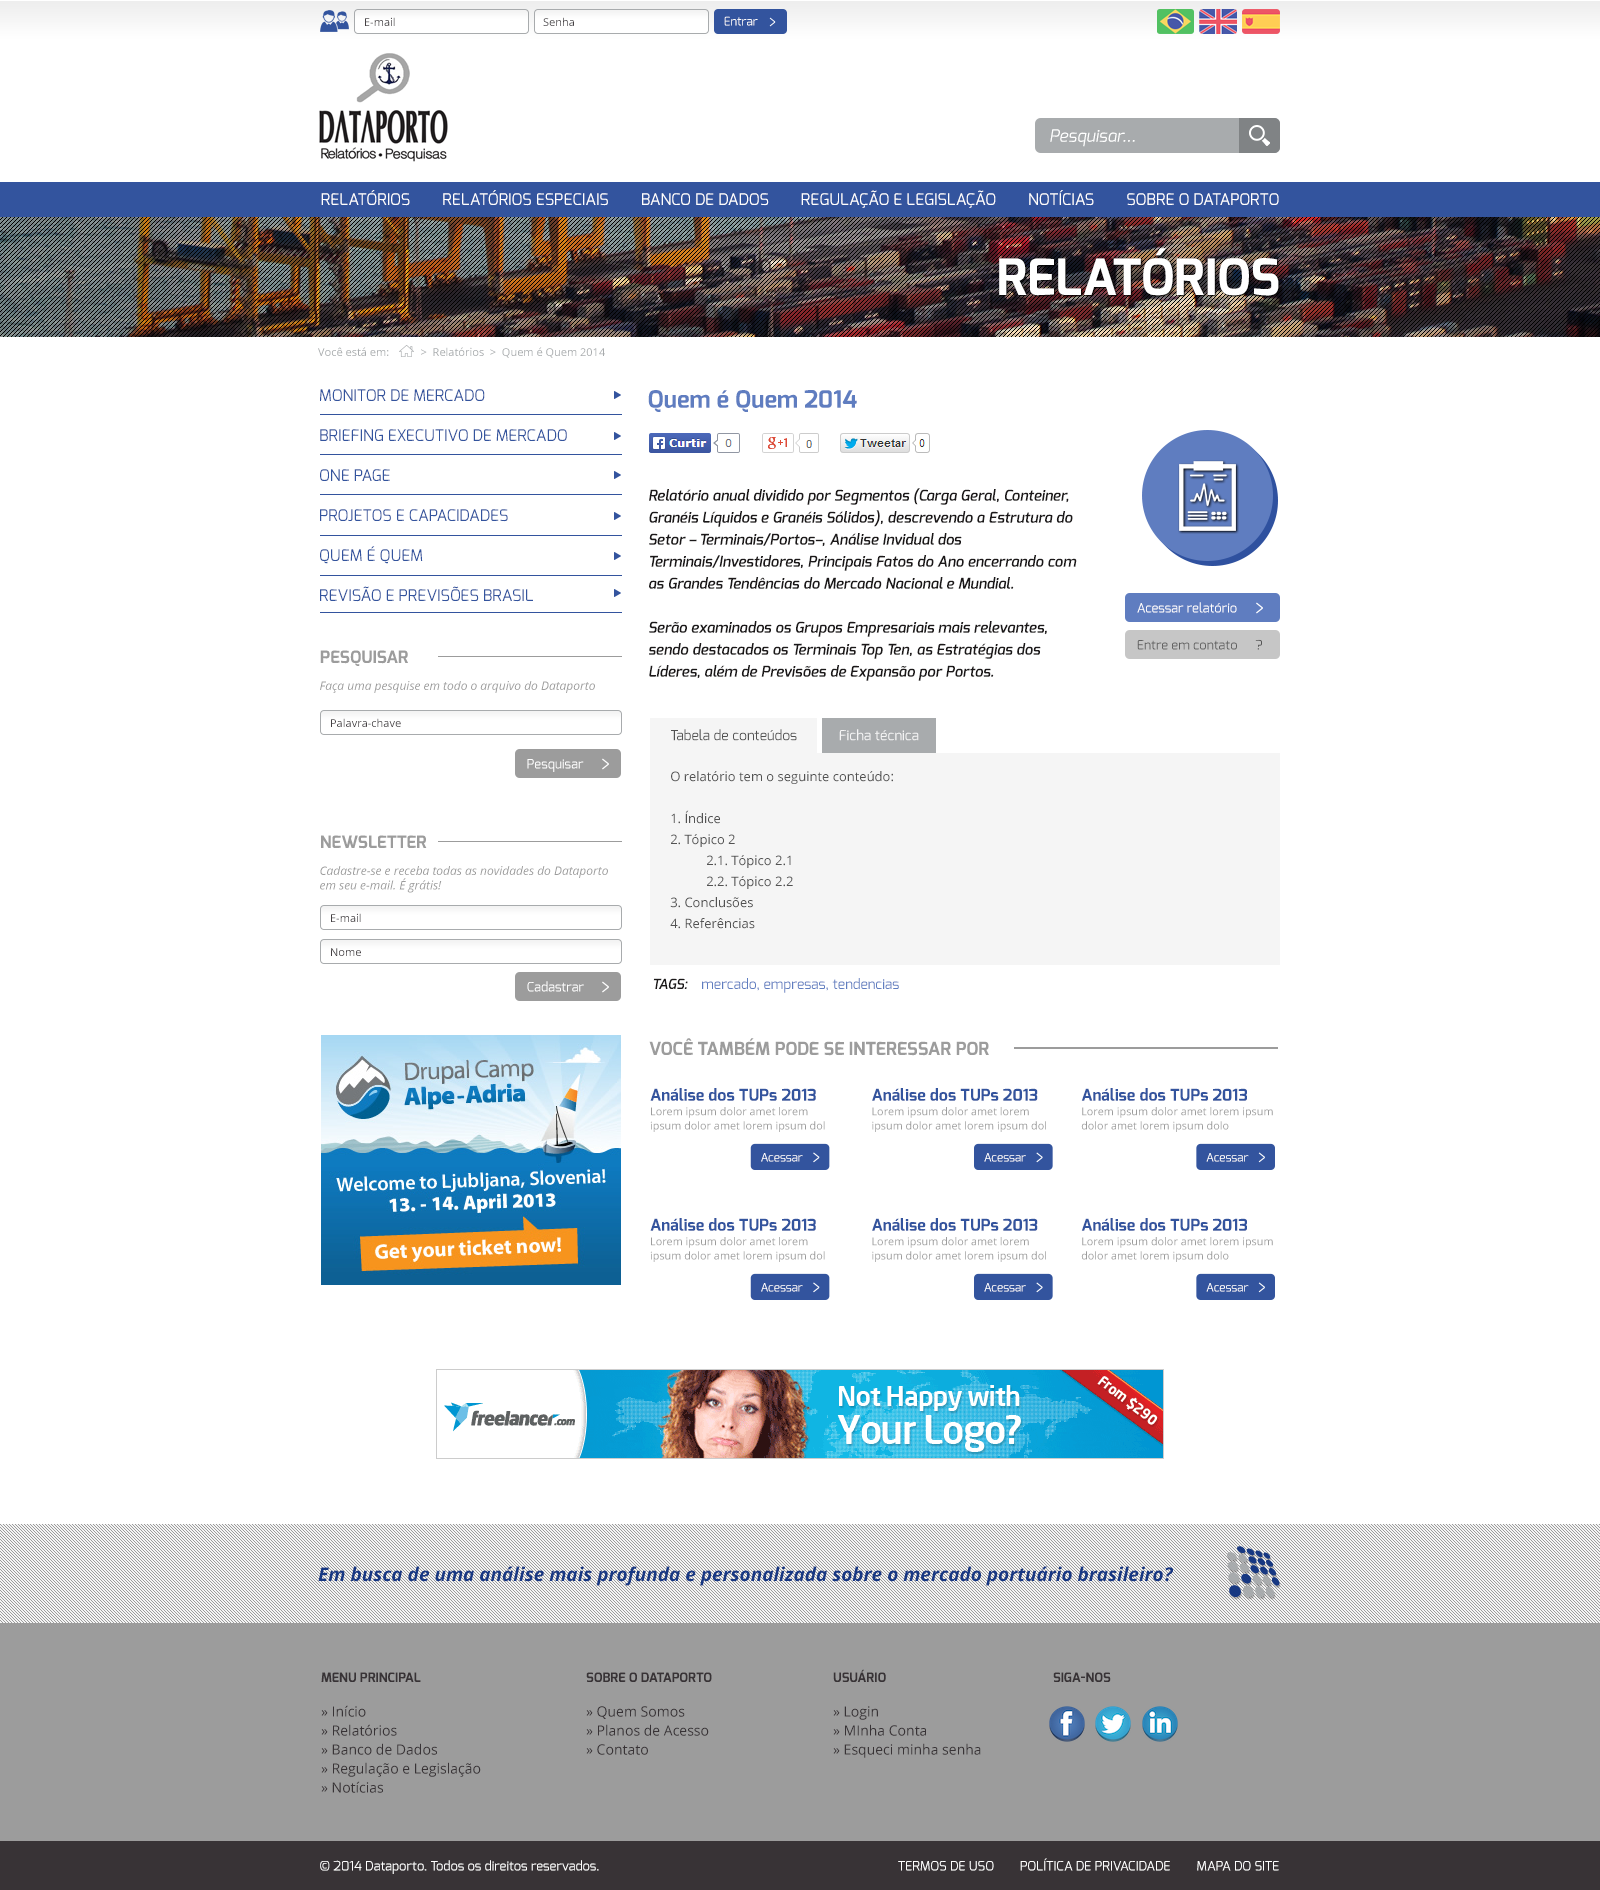 E-mail
Senha
Entrar >
DATAPORTO
Relatórios • Pesquisas
Pesquisar...
RELATÓRIOS
RELATÓRIOS ESPECIAIS
BANCO DE DADOS
REGULAÇÃO E LEGISLAÇÃO
NOTÍCIAS
SOBRE O DATAPORTO
RELATÓRIOS
Você está em: > Relatórios > Quem é Quem 2014
MONITOR DE MERCADO
BRIEFING EXECUTIVO DE MERCADO
ONE PAGE
PROJETOS E CAPACIDADES
QUEM É QUEM
REVISÃO E PREVISÕES BRASIL
PESQUISAR
Faça uma pesquise em todo o arquivo do Dataporto
Palavra-chave
Pesquisar >
NEWSLETTER
Cadastre-se e receba todas as novidades do Dataporto
em seu e-mail. É grátis!
E-mail
Nome
Cadastrar >
Drupal Camp
Alpe-Adria
Welcome to Ljubljana, Slovenia!
13. - 14. April 2013
Get your ticket now!
Quem é Quem 2014
Curtir 0
g+1 0
Tweetar 0
Relatório anual dividido por Segmentos (Carga Geral, Conteiner,
Granéis Líquidos e Granéis Sólidos), descrevendo a Estrutura do
Setor – Terminais/Portos–, Análise Invidual dos
Terminais/Investidores, Principais Fatos do Ano encerrando com
as Grandes Tendências do Mercado Nacional e Mundial.
Serão examinados os Grupos Empresariais mais relevantes,
sendo destacados os Terminais Top Ten, as Estratégias dos
Líderes, além de Previsões de Expansão por Portos.
Acessar relatório >
Entre em contato ?
Tabela de conteúdos
Ficha técnica
O relatório tem o seguinte conteúdo:
1. Índice
2. Tópico 2
2.1. Tópico 2.1
2.2. Tópico 2.2
3. Conclusões
4. Referências
TAGS: mercado, empresas, tendencias
VOCÊ TAMBÉM PODE SE INTERESSAR POR
Análise dos TUPs 2013
Lorem ipsum dolor amet lorem
ipsum dolor amet lorem ipsum dol
Acessar >
Análise dos TUPs 2013
Lorem ipsum dolor amet lorem
ipsum dolor amet lorem ipsum dol
Acessar >
Análise dos TUPs 2013
Lorem ipsum dolor amet lorem ipsum
dolor amet lorem ipsum dolo
Acessar >
Análise dos TUPs 2013
Lorem ipsum dolor amet lorem
ipsum dolor amet lorem ipsum dol
Acessar >
Análise dos TUPs 2013
Lorem ipsum dolor amet lorem
ipsum dolor amet lorem ipsum dol
Acessar >
Análise dos TUPs 2013
Lorem ipsum dolor amet lorem ipsum
dolor amet lorem ipsum dolo
Acessar >
freelancer.com
Not Happy with
Your Logo?
From $290
Em busca de uma análise mais profunda e personalizada sobre o mercado portuário brasileiro?
MENU PRINCIPAL
» Início
» Relatórios
» Banco de Dados
» Regulação e Legislação
» Notícias
SOBRE O DATAPORTO
» Quem Somos
» Planos de Acesso
» Contato
USUÁRIO
» Login
» MInha Conta
» Esqueci minha senha
SIGA-NOS
f
in
© 2014 Dataporto. Todos os direitos reservados.
TERMOS DE USO
POLÍTICA DE PRIVACIDADE
MAPA DO SITE